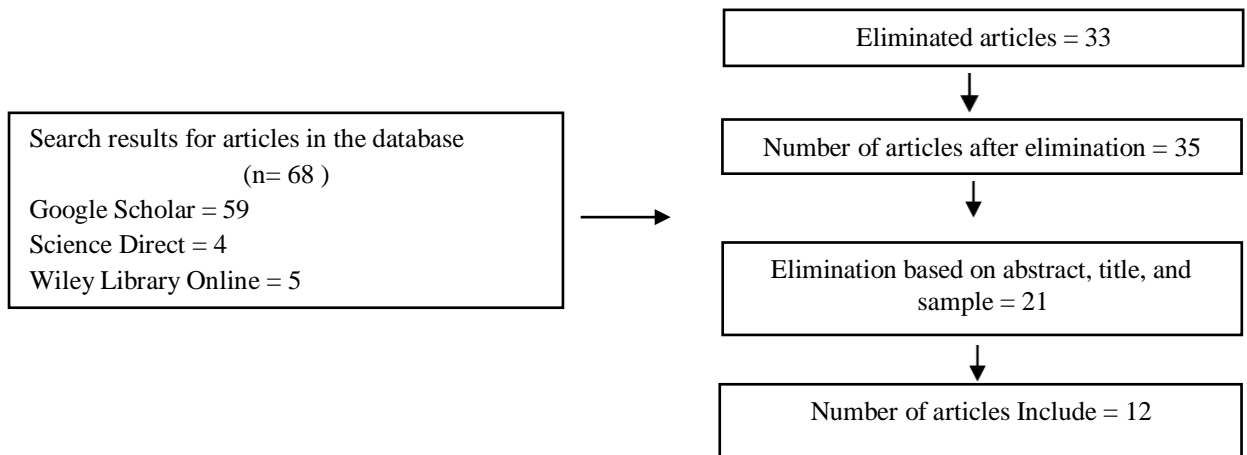 Search results for articles in the database
(n= 68 )
Google Scholar = 59
Science Direct = 4
Wiley Library Online = 5
Eliminated articles = 33
Number of articles after elimination = 35
Elimination based on abstract, title, and
sample = 21
Number of articles Include = 12